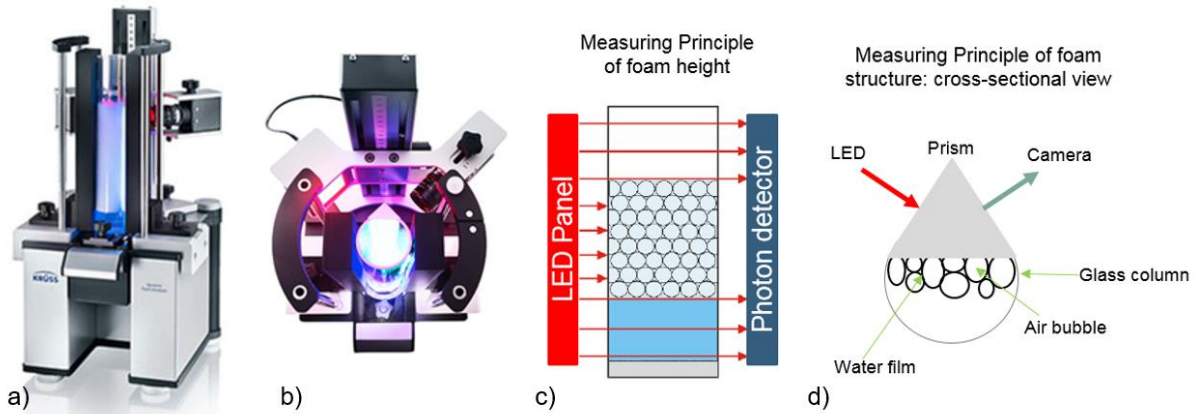 KRÜSS
a)
b)
Measuring Principle
of foam height
LED Panel
Photon detector
c)
Measuring Principle of foam
structure: cross-sectional view
LED
Prism
Camera
Glass column
Air bubble
Water film
d)